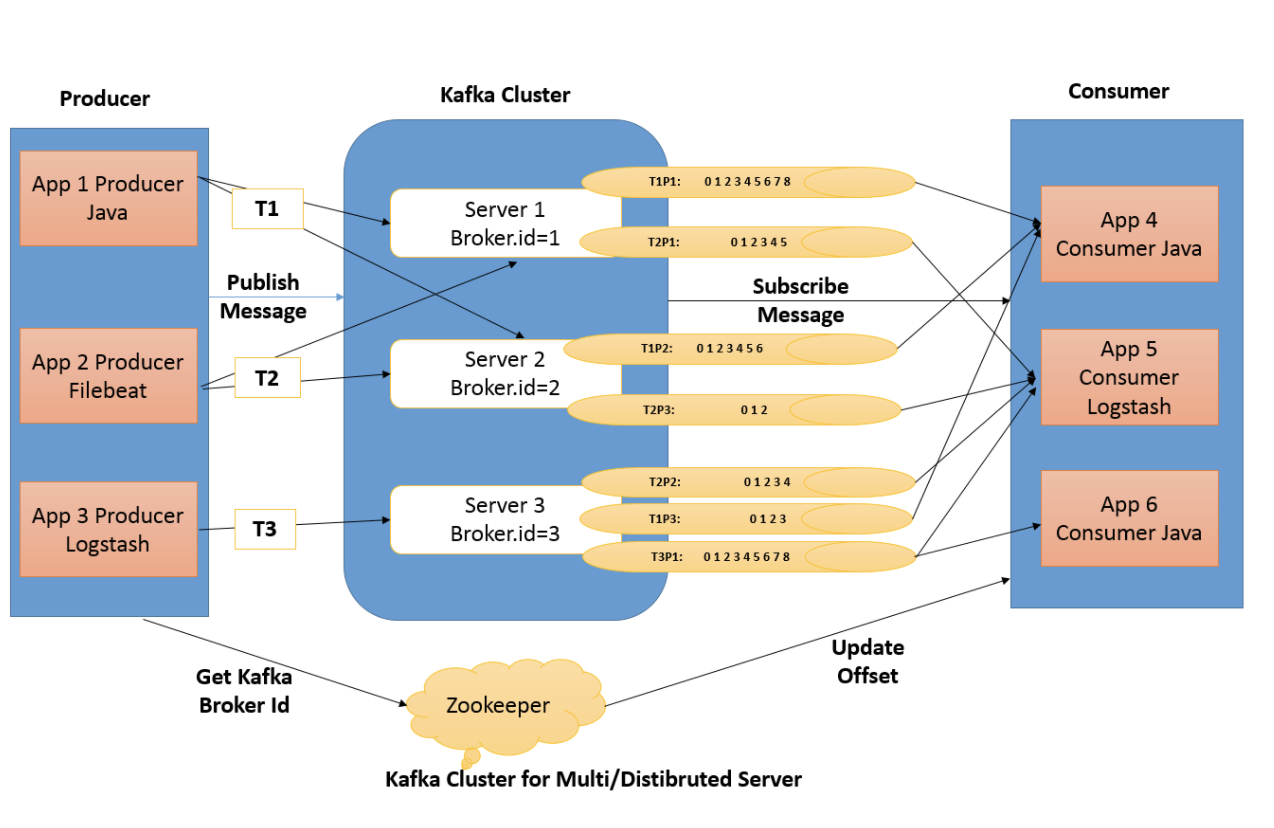 Producer
Kafka Cluster
Consumer
App 1 Producer
Java
T1
Server 1
Broker.id=1
T1P1: 0 1 2 3 4 5 6 7 8
T2P1: 0 1 2 3 4 5
App 4
Consumer Java
Publish
Message
Subscribe
Message
App 2 Producer
Filebeat
T2
Server 2
Broker.id=2
T1P2: 0 1 2 3 4 5 6
T2P3: 0 1 2
App 5
Consumer
Logstash
App 3 Producer
Logstash
T3
Server 3
Broker.id=3
T2P2: 0 1 2 3 4
T1P3: 0 1 2 3
T3P1: 0 1 2 3 4 5 6 7 8
App 6
Consumer Java
Get Kafka
Broker Id
Zookeeper
Update
Offset
Kafka Cluster for Multi/Distibruted Server